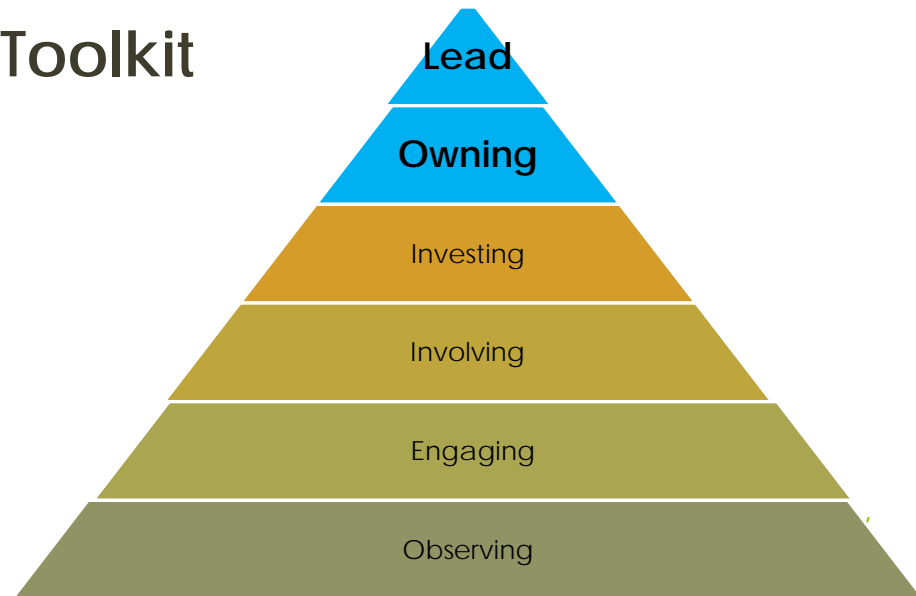 Toolkit
Lead
Owning
Investing
Involving
Engaging
Observing